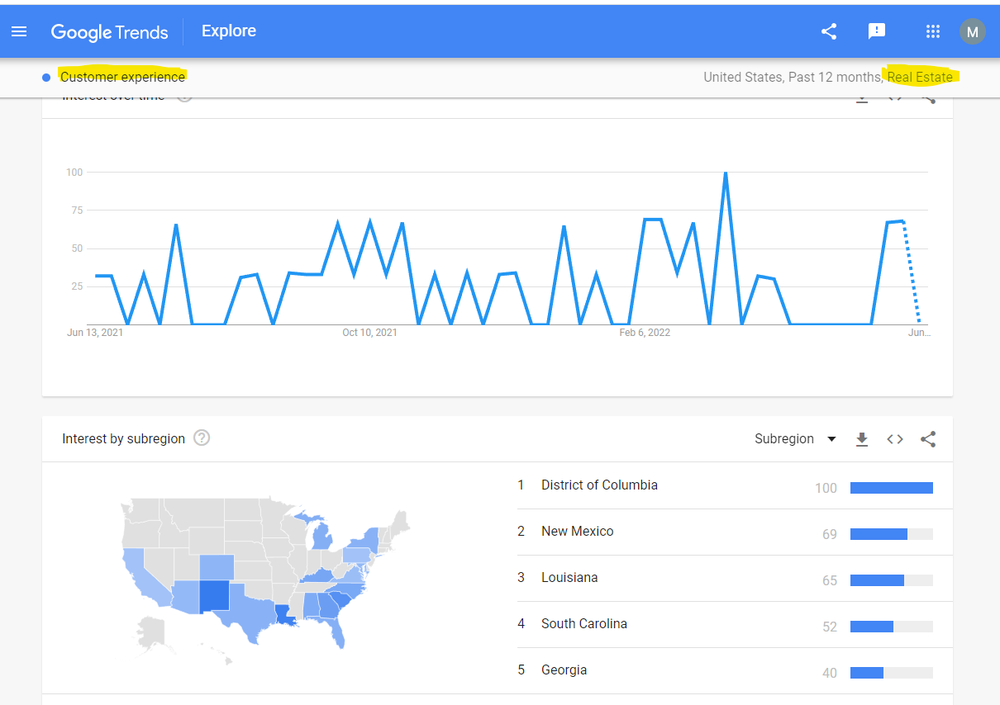 Google Trends Explore M
Customer experience United States, Past 12 months, Real Estate
Interest over time ?
100
75
50
25
Jun 13, 2021 Oct 10, 2021 Feb 6, 2022 Jun…
Interest by subregion ? Subregion
1 District of Columbia 100
2 New Mexico 69
3 Louisiana 65
4 South Carolina 52
5 Georgia 40